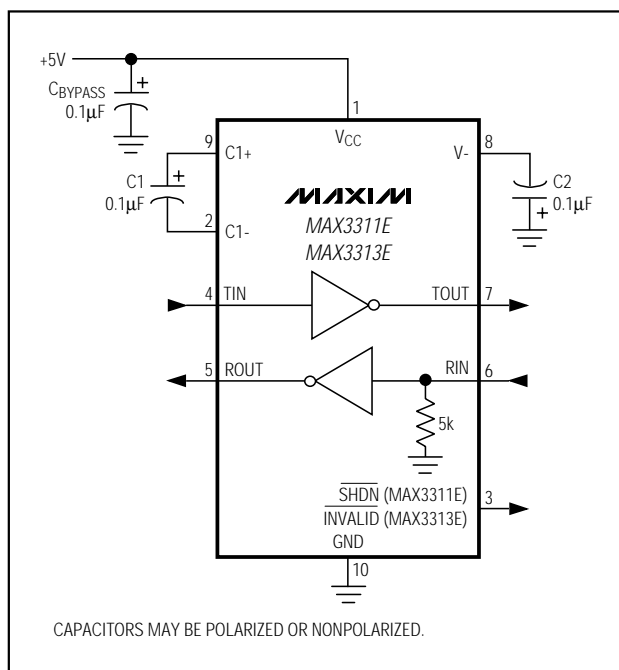 +5V
CBYPASS
0.1μF
+
1
VCC
9
C1+
8
V-
C1
0.1μF
+
C2
0.1μF
+
2
C1-
MAXIM
MAX3311E
MAX3313E
4
TIN
TOUT
7
5
ROUT
RIN
6
5k
SHDN (MAX3311E)
3
INVALID (MAX3313E)
GND
10
CAPACITORS MAY BE POLARIZED OR NONPOLARIZED.